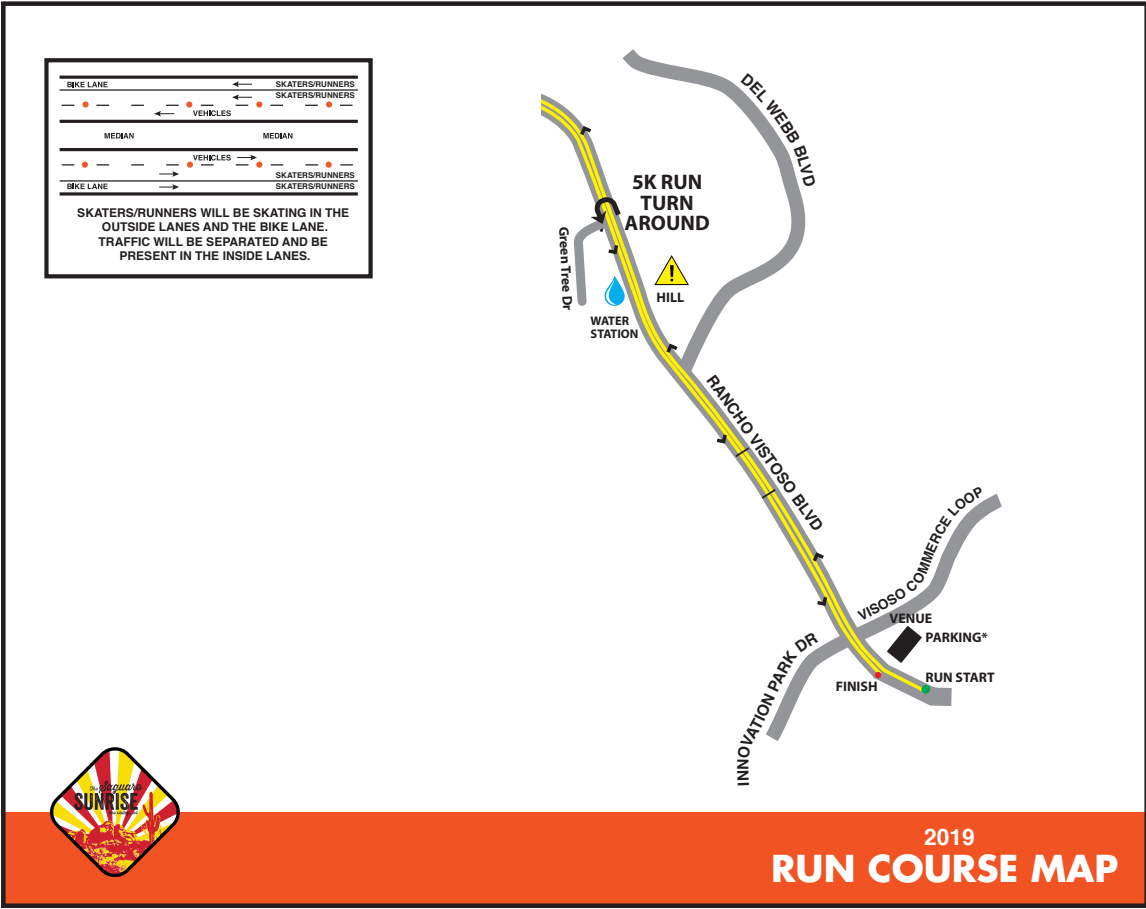 BIKE LANE
SKATERS/RUNNERS
SKATERS/RUNNERS
VEHICLES
MEDIAN
MEDIAN
VEHICLES
SKATERS/RUNNERS
BIKE LANE
SKATERS/RUNNERS
SKATERS/RUNNERS WILL BE SKATING IN THE
OUTSIDE LANES AND THE BIKE LANE.
TRAFFIC WILL BE SEPARATED AND BE
PRESENT IN THE INSIDE LANES.
DEL WEBB BLVD
5K RUN
TURN
AROUND
Green Tree Dr
!
HILL
WATER
STATION
RANCHO VISTOSO BLVD
VISOSO COMMERCE LOOP
VENUE
PARKING*
INNOVATION PARK DR
FINISH
RUN START
The Saguaro
SUNRISE
2019
RUN COURSE MAP